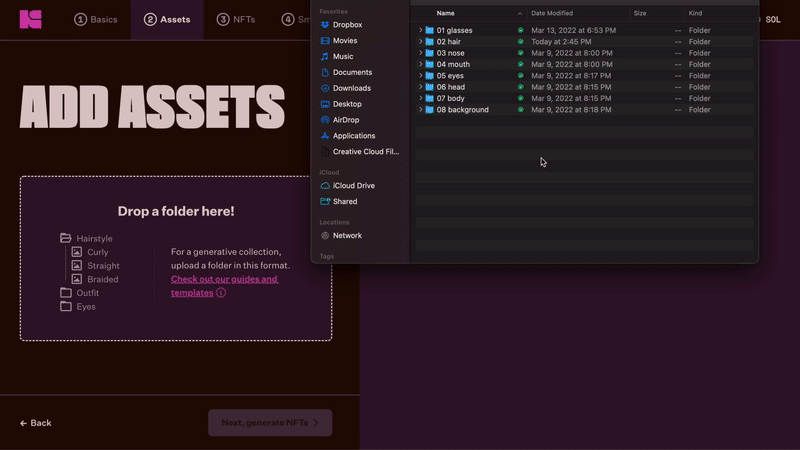 1 Basics
2 Assets
3 NFTs
4
SOL
ADD ASSETS
Drop a folder here!
Hairstyle
Curly
Straight
Braided
Outfit
Eyes
For a generative collection,
upload a folder in this format.
Check out our guides and
templates
← Back
Next, generate NFTs
Favorites
Dropbox
Movies
Music
Documents
Downloads
Desktop
AirDrop
Applications
Creative Cloud Fil...
iCloud
iCloud Drive
Shared
Locations
Network
Tags
Name Date Modified Size Kind
01 glasses Mar 13, 2022 at 6:53 PM -- Folder
02 hair Today at 2:45 PM -- Folder
03 nose Mar 9, 2022 at 8:00 PM -- Folder
04 mouth Mar 9, 2022 at 8:00 PM -- Folder
05 eyes Mar 9, 2022 at 8:17 PM -- Folder
06 head Mar 9, 2022 at 8:15 PM -- Folder
07 body Mar 9, 2022 at 8:15 PM -- Folder
08 background Mar 9, 2022 at 8:18 PM -- Folder